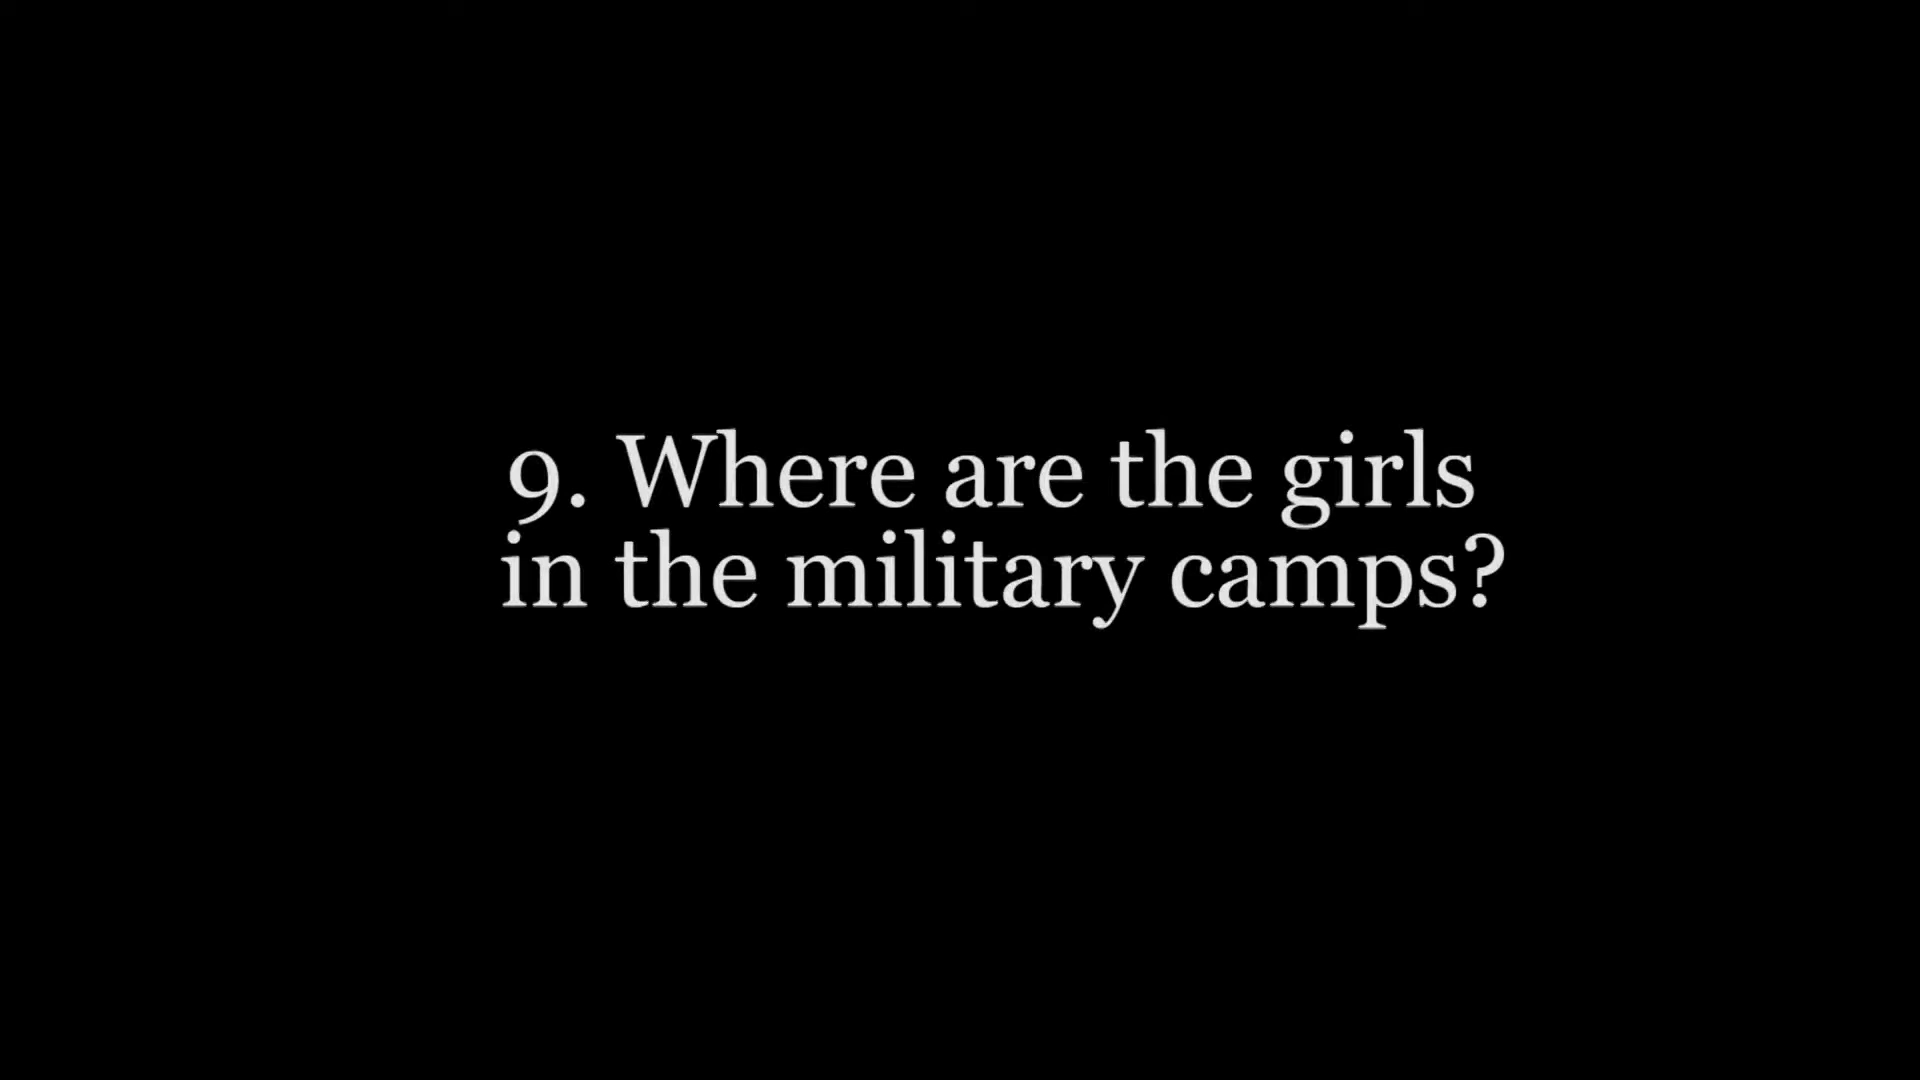 9. Where are the girls
in the military camps?